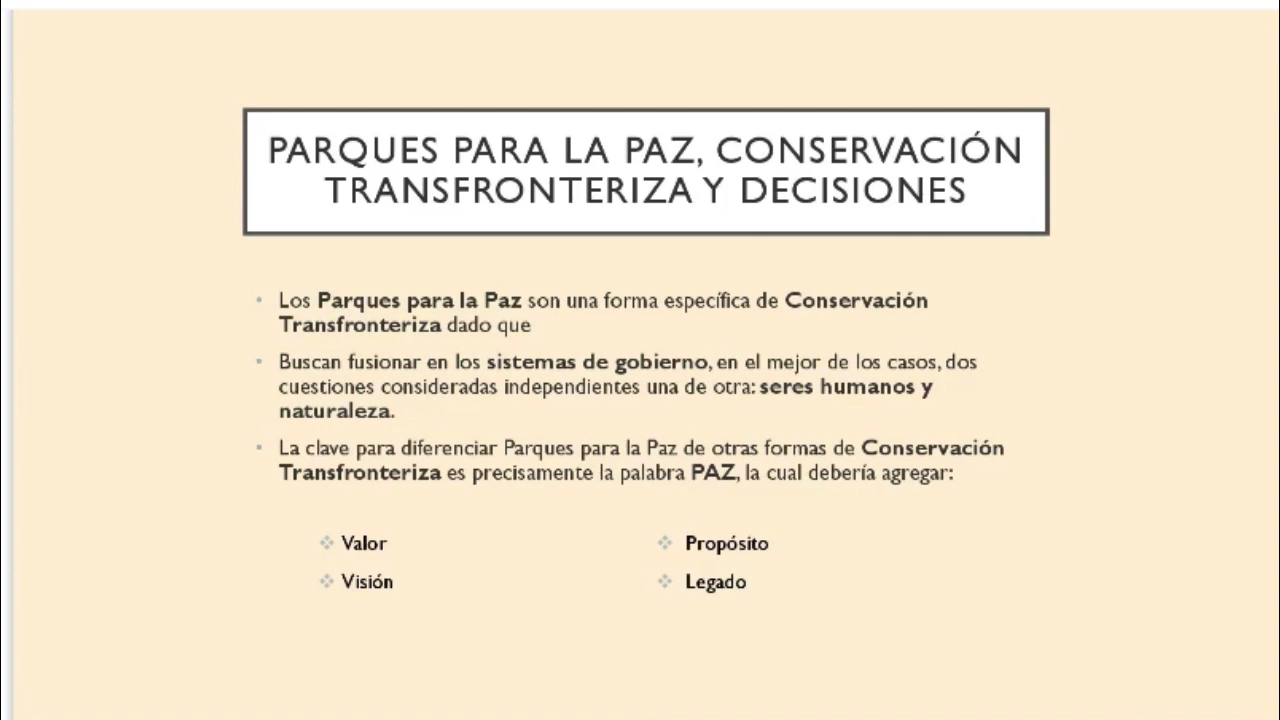 PARQUES PARA LA PAZ, CONSERVACIÓN
TRANSFRONTERIZA Y DECISIONES
• Los Parques para la Paz son una forma específica de Conservación
Transfronteriza dado que
• Buscan fusionar en los sistemas de gobierno, en el mejor de los casos, dos
cuestiones consideradas independientes una de otra: seres humanos y
naturaleza.
• La clave para diferenciar Parques para la Paz de otras formas de Conservación
Transfronteriza es precisamente la palabra PAZ, la cual debería agregar:
❖ Valor
❖ Visión
❖ Propósito
❖ Legado